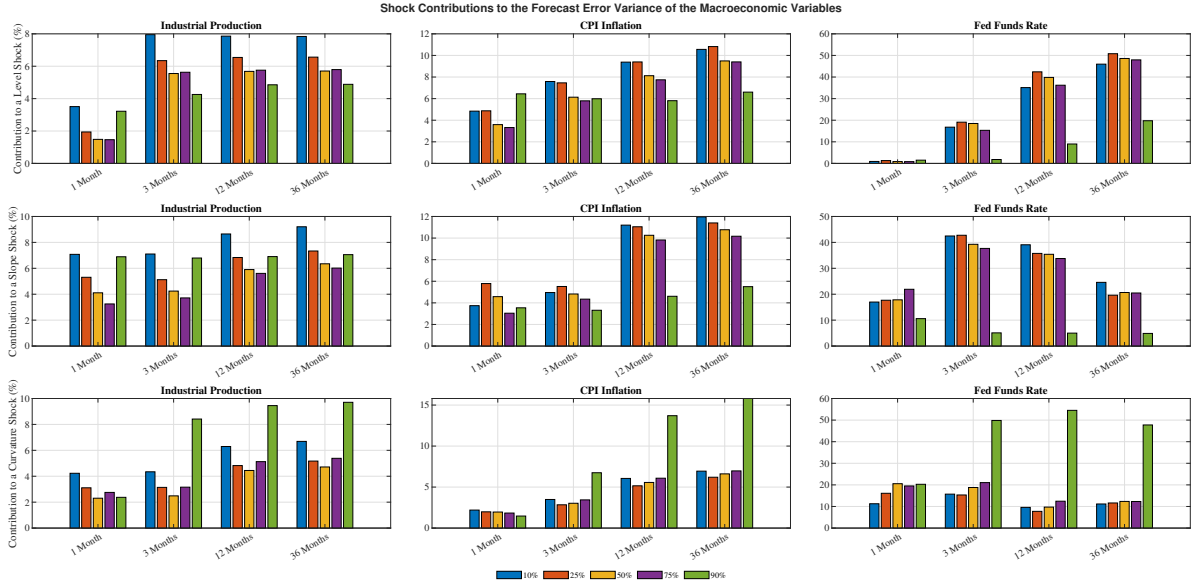 Shock Contributions to the Forecast Error Variance of the Macroeconomic Variables
Industrial Production
CPI Inflation
Fed Funds Rate
Contribution to a Level Shock (%)
0 2 4 6 8
0 2 4 6 8 10 12
0 10 20 30 40 50 60
1 Month 3 Months 12 Months 36 Months
1 Month 3 Months 12 Months 36 Months
1 Month 3 Months 12 Months 36 Months
Industrial Production
CPI Inflation
Fed Funds Rate
Contribution to a Slope Shock (%)
0 2 4 6 8 10
0 2 4 6 8 10 12
0 10 20 30 40 50
1 Month 3 Months 12 Months 36 Months
1 Month 3 Months 12 Months 36 Months
1 Month 3 Months 12 Months 36 Months
Industrial Production
CPI Inflation
Fed Funds Rate
Contribution to a Curvature Shock (%)
0 2 4 6 8 10
0 5 10 15
0 10 20 30 40 50 60
1 Month 3 Months 12 Months 36 Months
1 Month 3 Months 12 Months 36 Months
1 Month 3 Months 12 Months 36 Months
10% 25% 50% 75% 90%